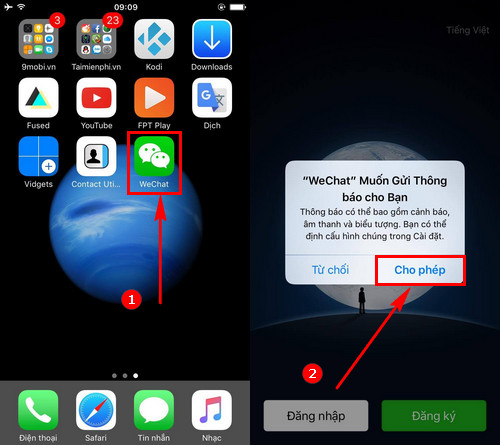 09:09
3
23
9mobi.vn
Taimienphi.vn
Kodi
Downloads
Fused
YouTube
FPT Play
Dịch
Vidgets
Contact Uti...
WeChat
1
Điện thoại
Safari
Tin nhắn
Nhạc
Tiếng Việt
“WeChat” Muốn Gửi Thông
báo cho Bạn
Thông báo có thể bao gồm cảnh báo,
âm thanh và biểu tượng. Bạn có thể
định cấu hình chúng trong Cài đặt.
Từ chối
Cho phép
2
Đăng nhập
Đăng ký